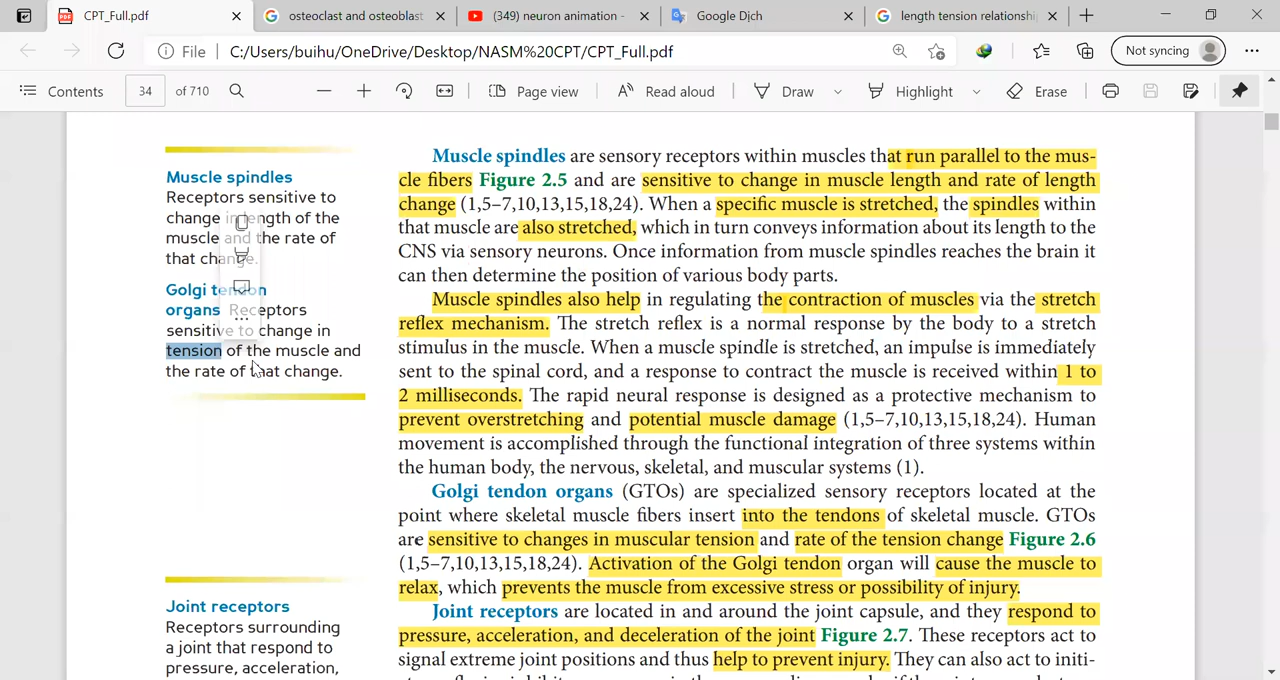 CPT_Full.pdf
osteoclast and osteoblast
(349) neuron animation -
Google Dịch
length tension relationship
File C:/Users/buihu/OneDrive/Desktop/NASM%20CPT/CPT_Full.pdf
Not syncing
Contents 34 of 710
Page view
Read aloud
Draw
Highlight
Erase
Muscle spindles
Receptors sensitive to
change in length of the
muscle and the rate of
that change.
Golgi tendon
organs Receptors
sensitive to change in
tension of the muscle and
the rate of that change.
Joint receptors
Receptors surrounding
a joint that respond to
pressure, acceleration,
Muscle spindles are sensory receptors within muscles that run parallel to the mus-
cle fibers Figure 2.5 and are sensitive to change in muscle length and rate of length
change (1,5–7,10,13,15,18,24). When a specific muscle is stretched, the spindles within
that muscle are also stretched, which in turn conveys information about its length to the
CNS via sensory neurons. Once information from muscle spindles reaches the brain it
can then determine the position of various body parts.
Muscle spindles also help in regulating the contraction of muscles via the stretch
reflex mechanism. The stretch reflex is a normal response by the body to a stretch
stimulus in the muscle. When a muscle spindle is stretched, an impulse is immediately
sent to the spinal cord, and a response to contract the muscle is received within 1 to
2 milliseconds. The rapid neural response is designed as a protective mechanism to
prevent overstretching and potential muscle damage (1,5–7,10,13,15,18,24). Human
movement is accomplished through the functional integration of three systems within
the human body, the nervous, skeletal, and muscular systems (1).
Golgi tendon organs (GTOs) are specialized sensory receptors located at the
point where skeletal muscle fibers insert into the tendons of skeletal muscle. GTOs
are sensitive to changes in muscular tension and rate of the tension change Figure 2.6
(1,5–7,10,13,15,18,24). Activation of the Golgi tendon organ will cause the muscle to
relax, which prevents the muscle from excessive stress or possibility of injury.
Joint receptors are located in and around the joint capsule, and they respond to
pressure, acceleration, and deceleration of the joint Figure 2.7. These receptors act to
signal extreme joint positions and thus help to prevent injury. They can also act to initi-